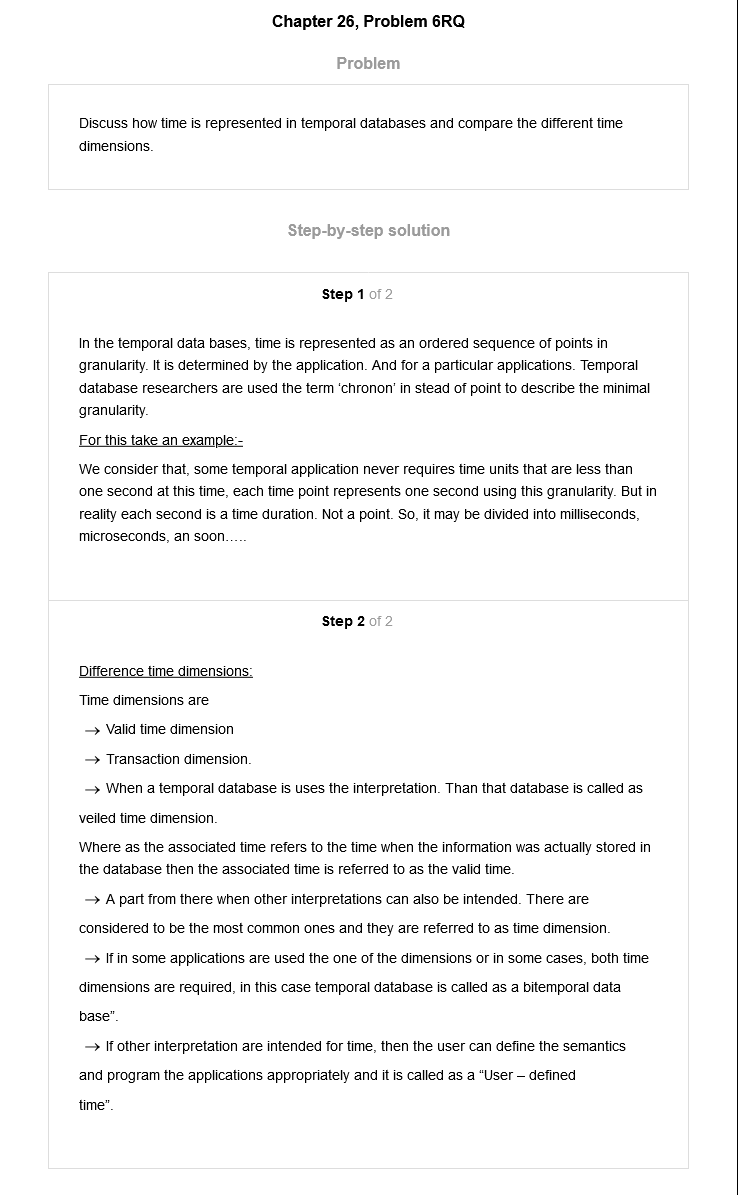 Chapter 26, Problem 6RQ
Problem
Discuss how time is represented in temporal databases and compare the different time
dimensions.
Step-by-step solution
Step 1 of 2
In the temporal data bases, time is represented as an ordered sequence of points in
granularity. It is determined by the application. And for a particular applications. Temporal
database researchers are used the term ‘chronon’ in stead of point to describe the minimal
granularity.
For this take an example:-
We consider that, some temporal application never requires time units that are less than
one second at this time, each time point represents one second using this granularity. But in
reality each second is a time duration. Not a point. So, it may be divided into milliseconds,
microseconds, an soon…..
Step 2 of 2
Difference time dimensions:
Time dimensions are
→ Valid time dimension
→ Transaction dimension.
→ When a temporal database is uses the interpretation. Than that database is called as
veiled time dimension.
Where as the associated time refers to the time when the information was actually stored in
the database then the associated time is referred to as the valid time.
→ A part from there when other interpretations can also be intended. There are
considered to be the most common ones and they are referred to as time dimension.
→ If in some applications are used the one of the dimensions or in some cases, both time
dimensions are required, in this case temporal database is called as a bitemporal data
base”.
→ If other interpretation are intended for time, then the user can define the semantics
and program the applications appropriately and it is called as a “User – defined
time”.